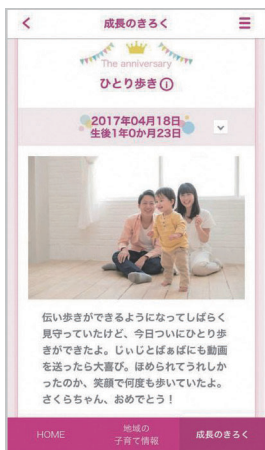 成長のきろく
The anniversary
ひとり歩き
2017年04月18日
生後1年0か月23日
伝い歩きができるようになってしばらく
見守っていたけど、今日ついにひとり歩
きができたよ。じぃじとばぁばにも動画
を送ったら大喜び。ほめられてうれしか
ったのか、笑顔で何度も歩いていたよ。
さくらちゃん、おめでとう！
HOME
地域の
子育て情報
成長のきろく